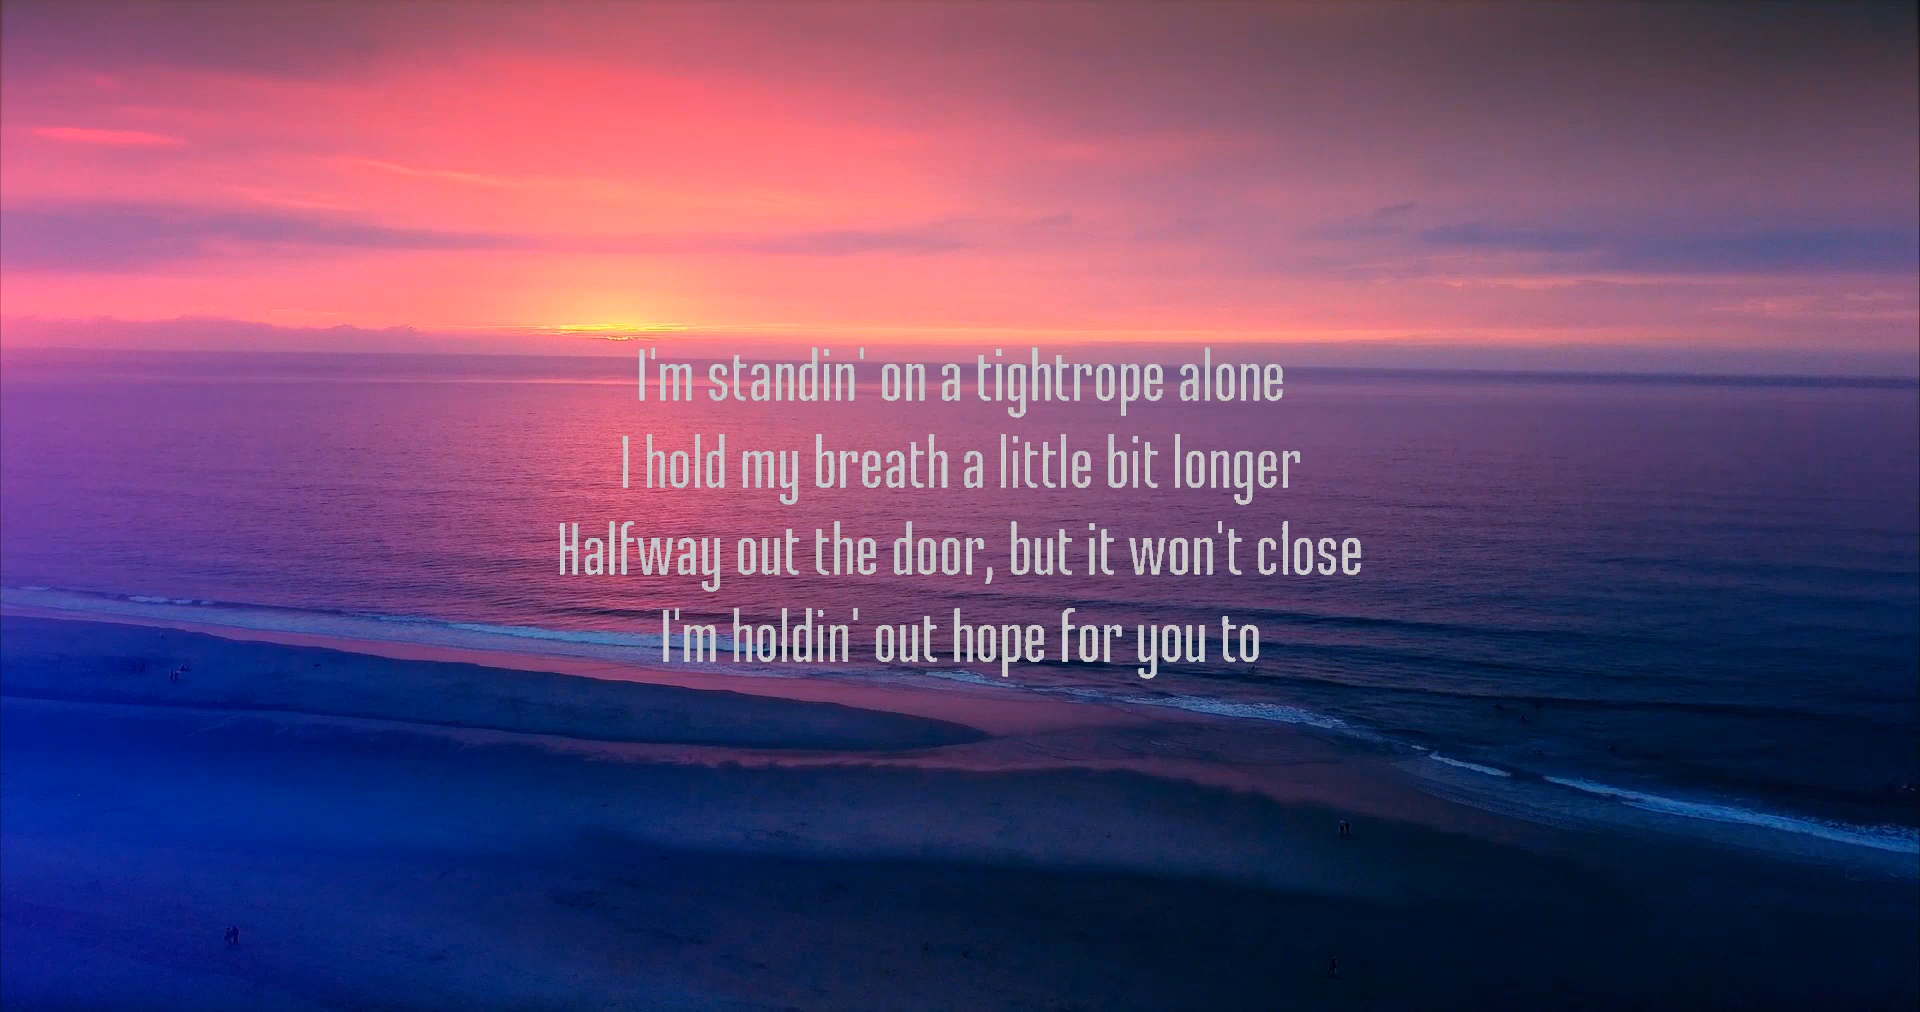 I'm standin' on a tightrope alone
I hold my breath a little bit longer
Halfway out the door, but it won't close
I'm holdin' out hope for you to